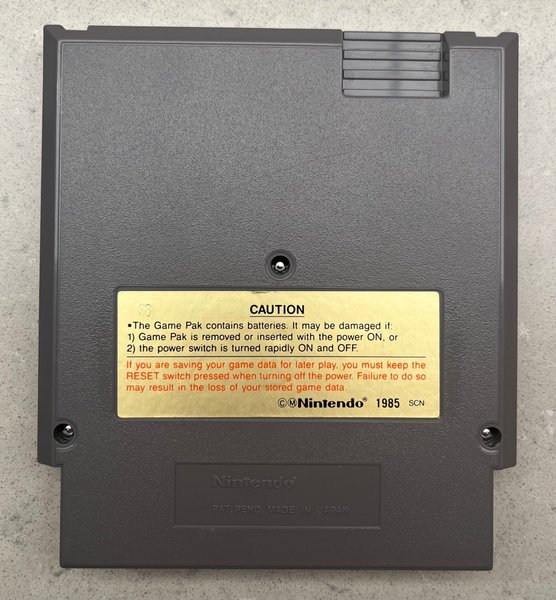 CAUTION
•The Game Pak contains batteries. It may be damaged if:
1) Game Pak is removed or inserted with the power ON, or
2) the power switch is turned rapidly ON and OFF.
If you are saving your game data for later play, you must keep the
RESET switch pressed when turning off the power. Failure to do so
may result in the loss of your stored game data.
©ⓂNintendo® 1985 SCN
Nintendo®
PAT. PEND. MADE IN JAPAN